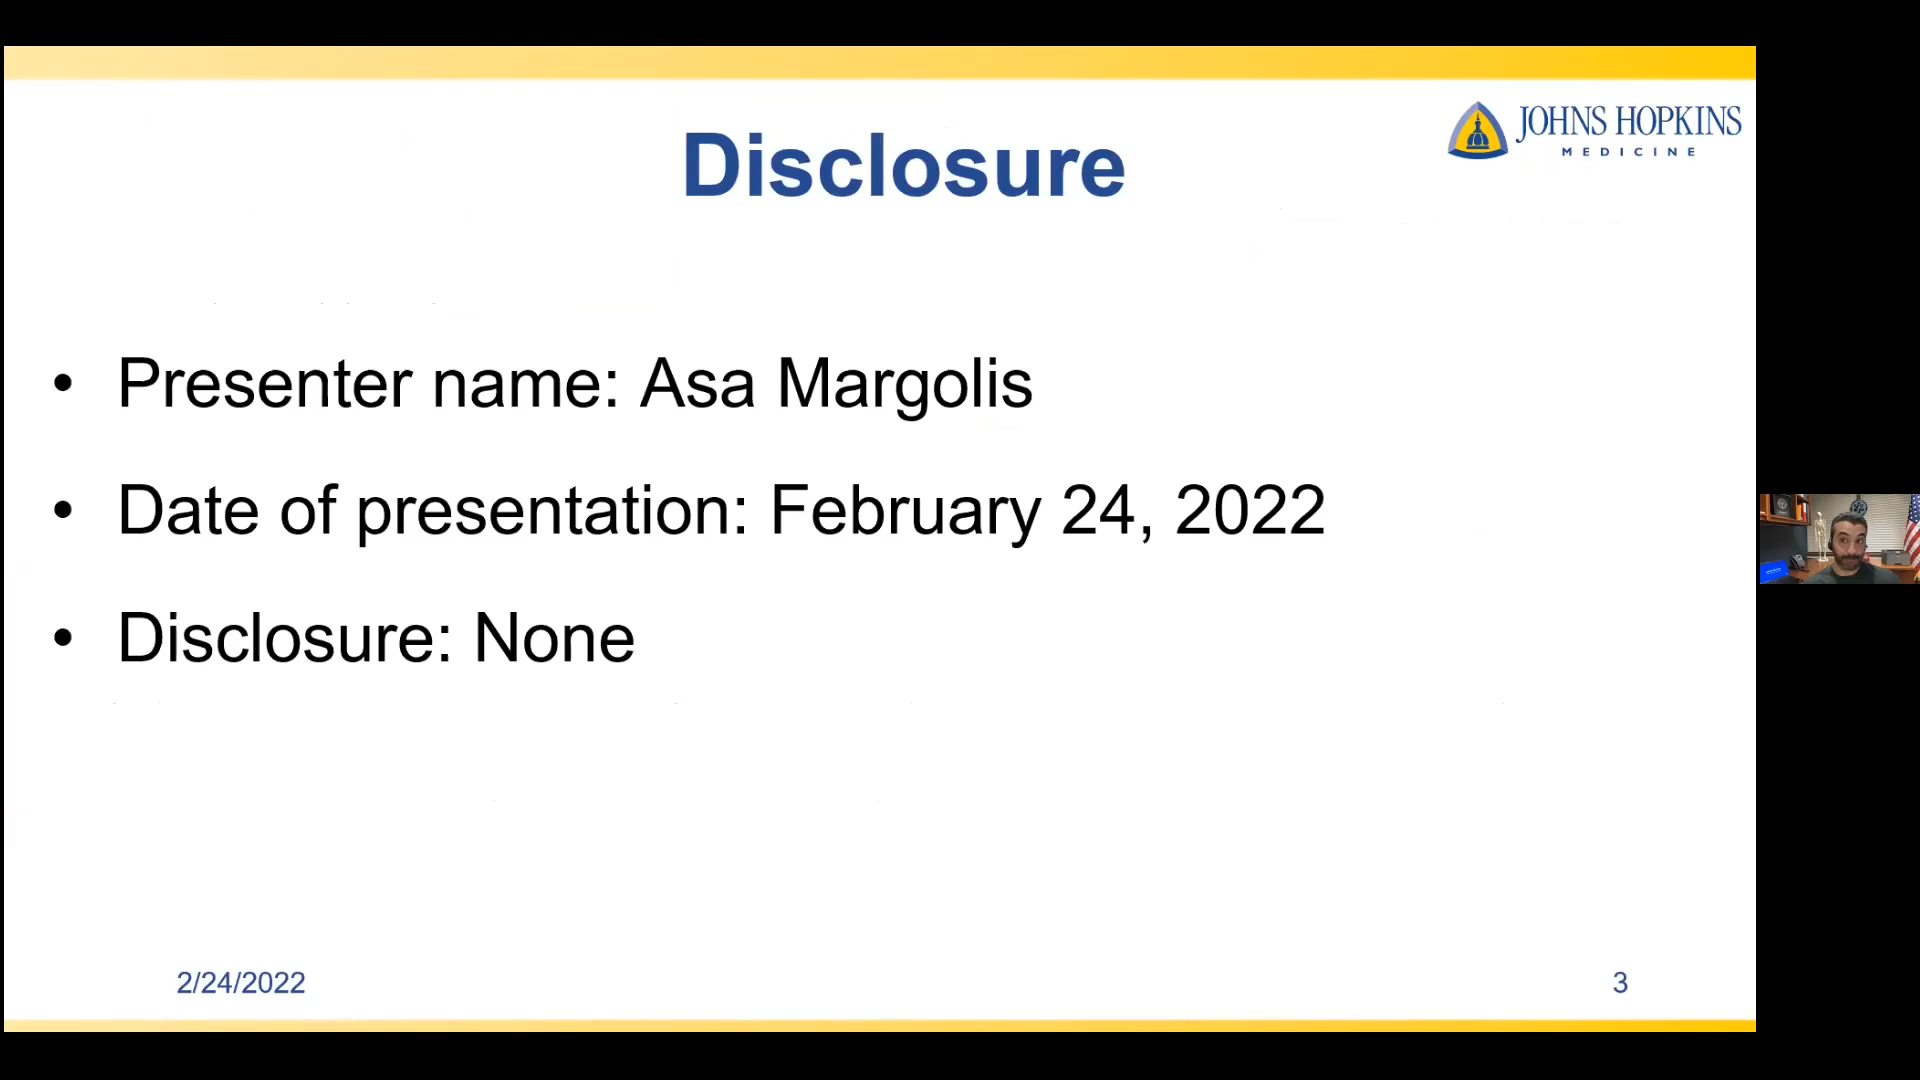 JOHNS HOPKINS
MEDICINE
Disclosure
• Presenter name: Asa Margolis
• Date of presentation: February 24, 2022
• Disclosure: None
2/24/2022
3